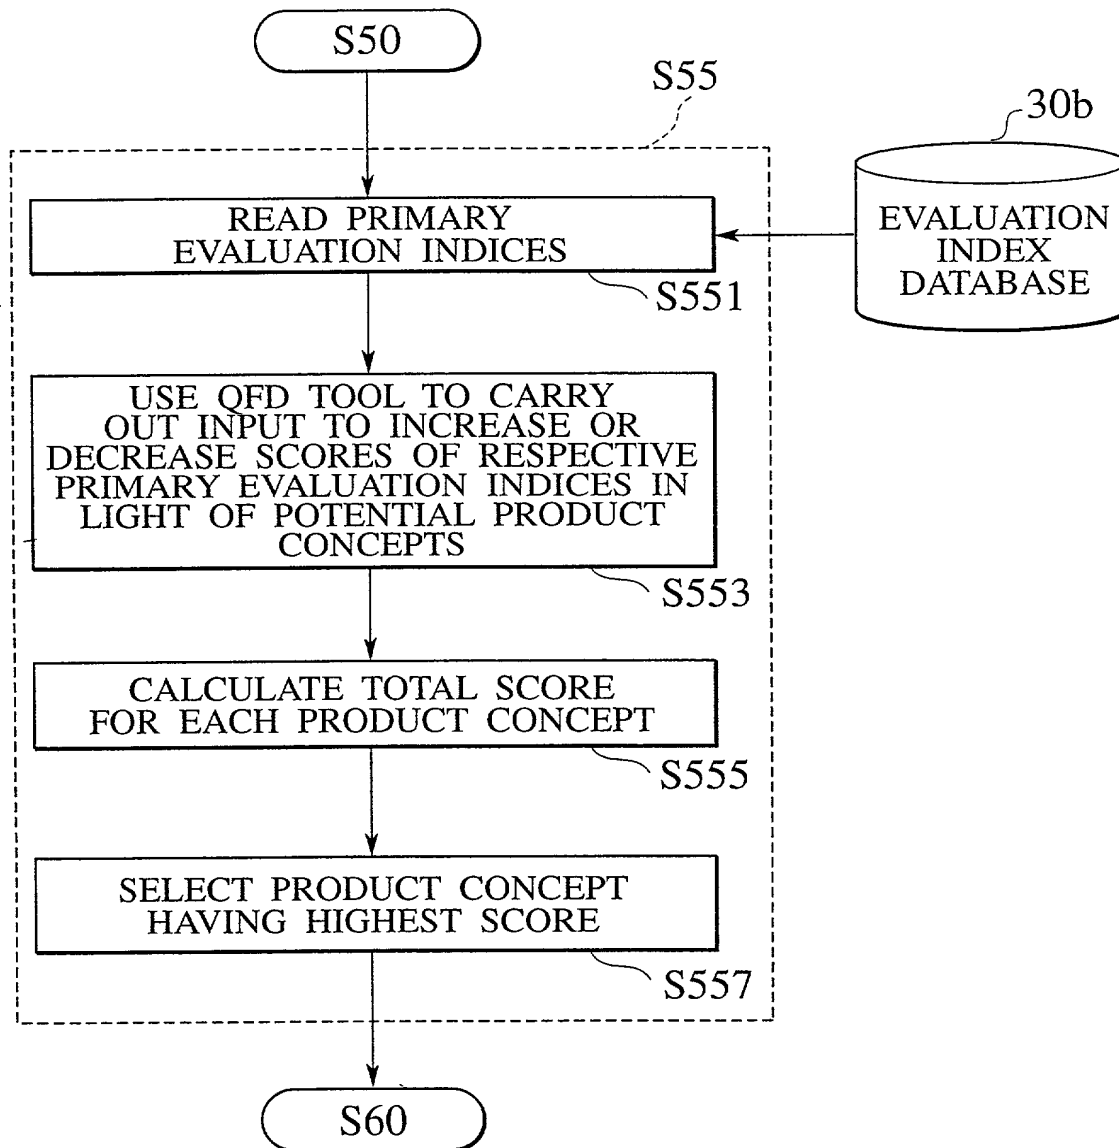 S50
S55
30b
READ PRIMARY
EVALUATION INDICES
S551
EVALUATION
INDEX
DATABASE
USE QFD TOOL TO CARRY
OUT INPUT TO INCREASE OR
DECREASE SCORES OF RESPECTIVE
PRIMARY EVALUATION INDICES IN
LIGHT OF POTENTIAL PRODUCT
CONCEPTS
S553
CALCULATE TOTAL SCORE
FOR EACH PRODUCT CONCEPT
S555
SELECT PRODUCT CONCEPT
HAVING HIGHEST SCORE
S557
S60